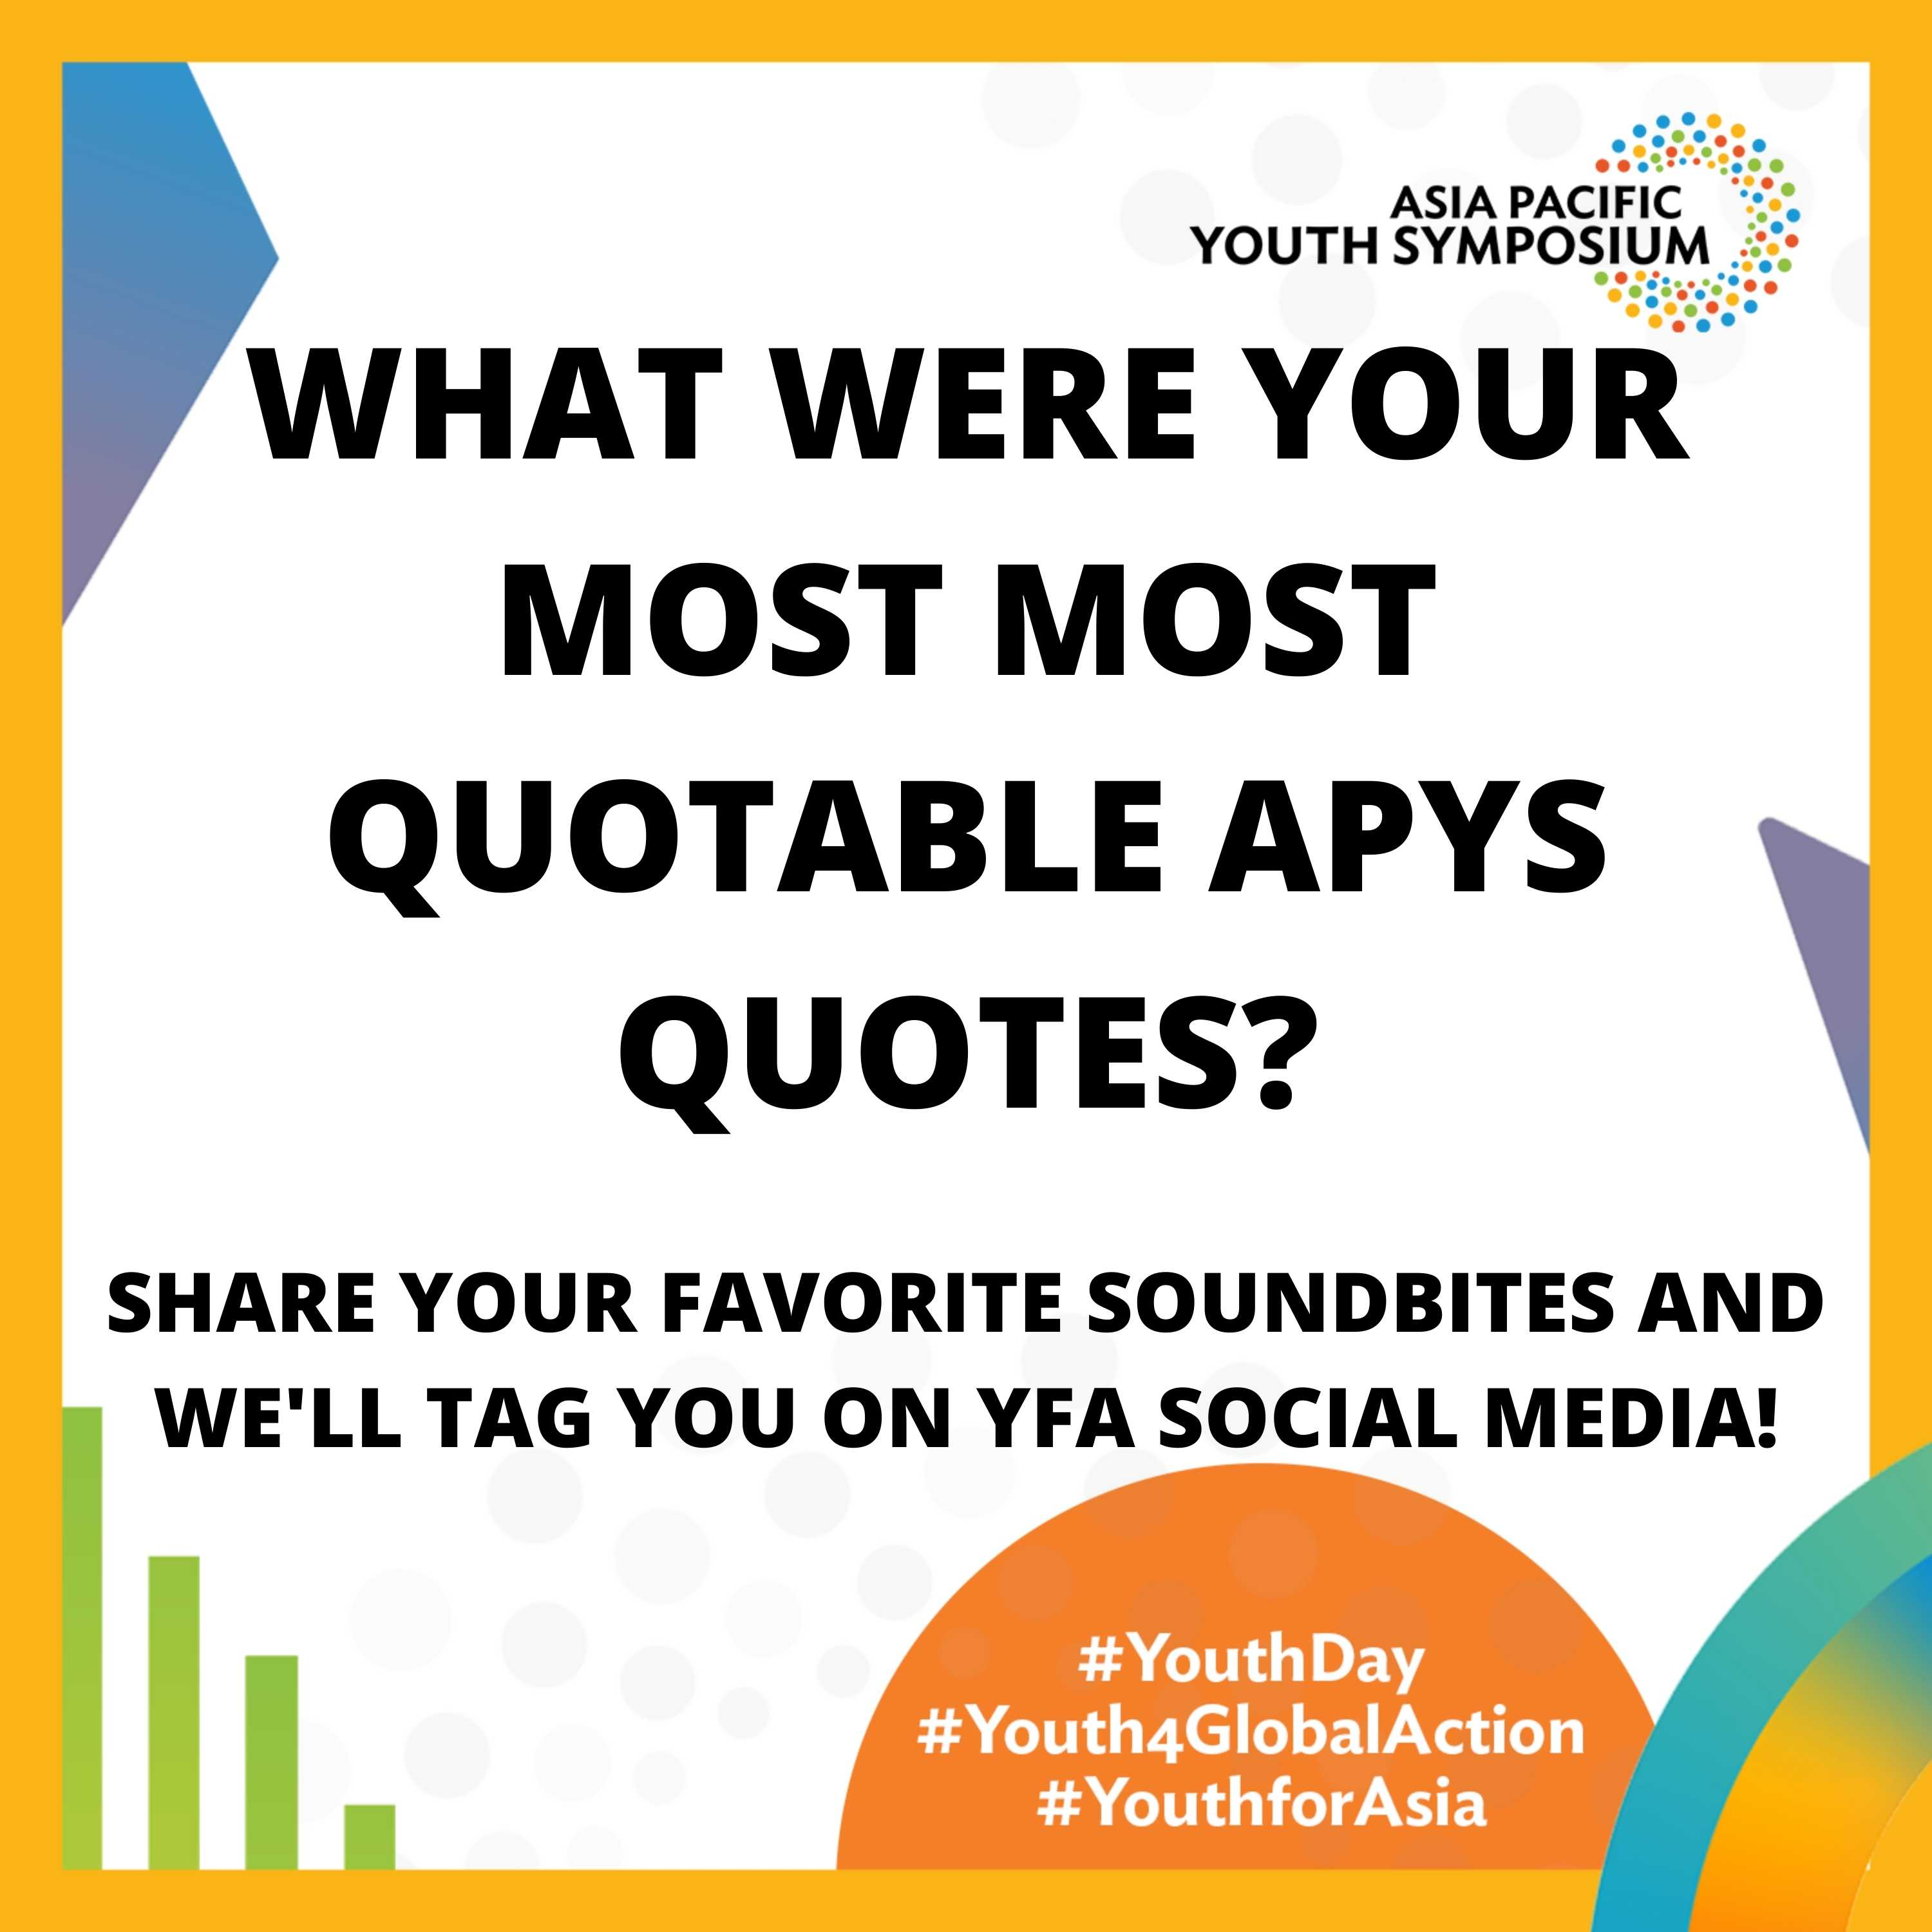 ASIA PACIFIC
YOUTH SYMPOSIUM
WHAT WERE YOUR
MOST MOST
QUOTABLE APYS
QUOTES?
SHARE YOUR FAVORITE SOUNDBITES AND
WE'LL TAG YOU ON YFA SOCIAL MEDIA!
#YouthDay
#Youth4GlobalAction
#YouthforAsia